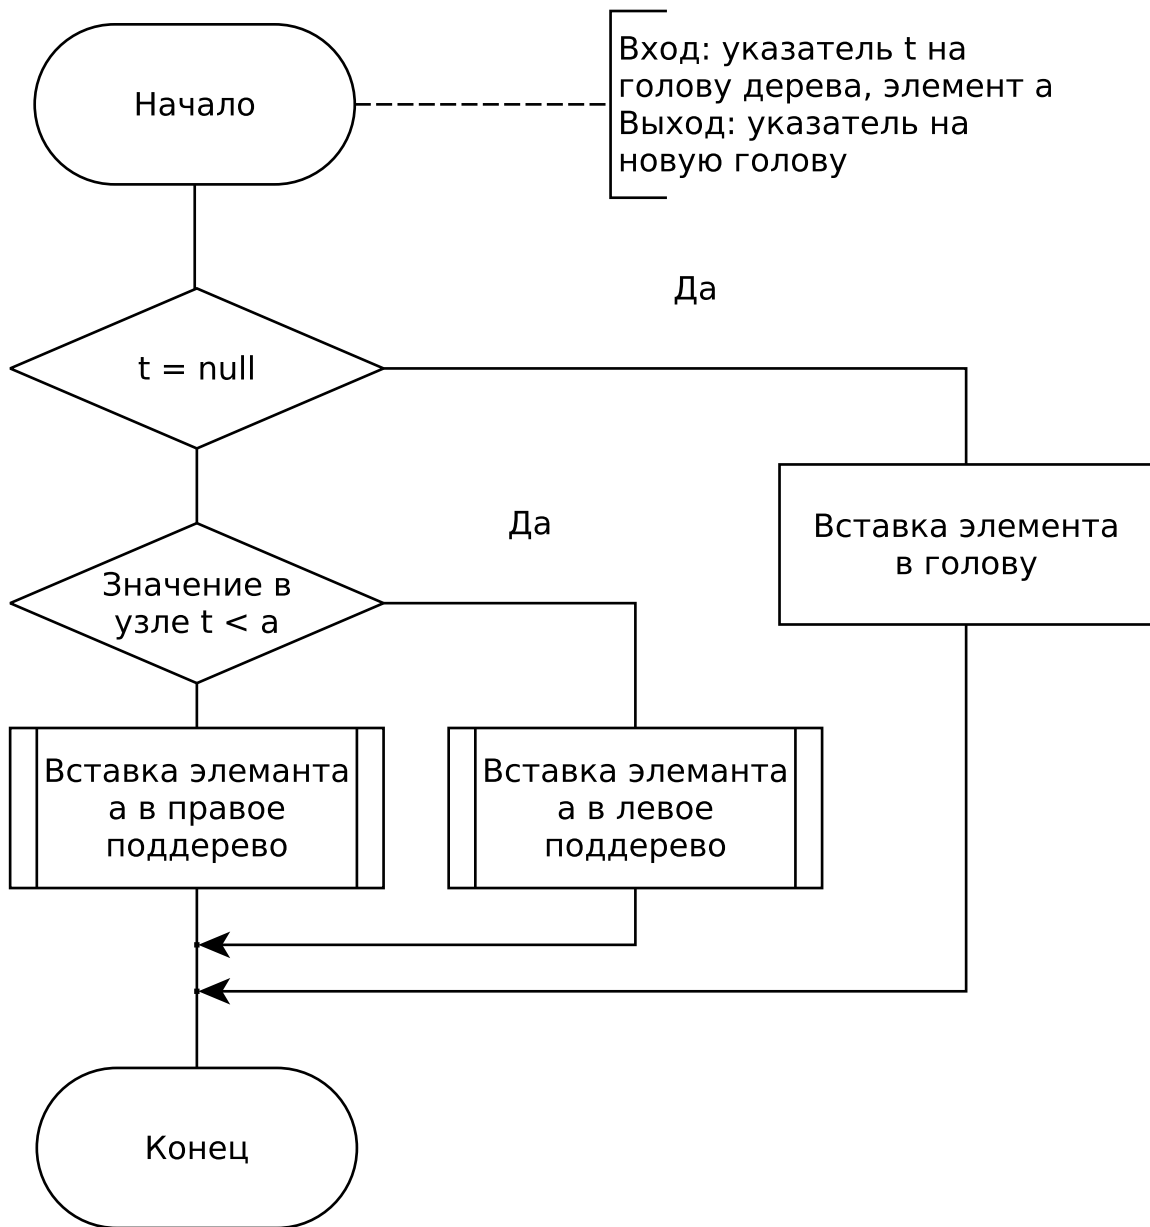 Начало
Вход: указатель t на
голову дерева, элемент a
Выход: указатель на
новую голову
Да
t = null
Да
Вставка элемента
в голову
Значение в
узле t < a
Вставка элеманта
a в правое
поддерево
Вставка элеманта
a в левое
поддерево
Конец